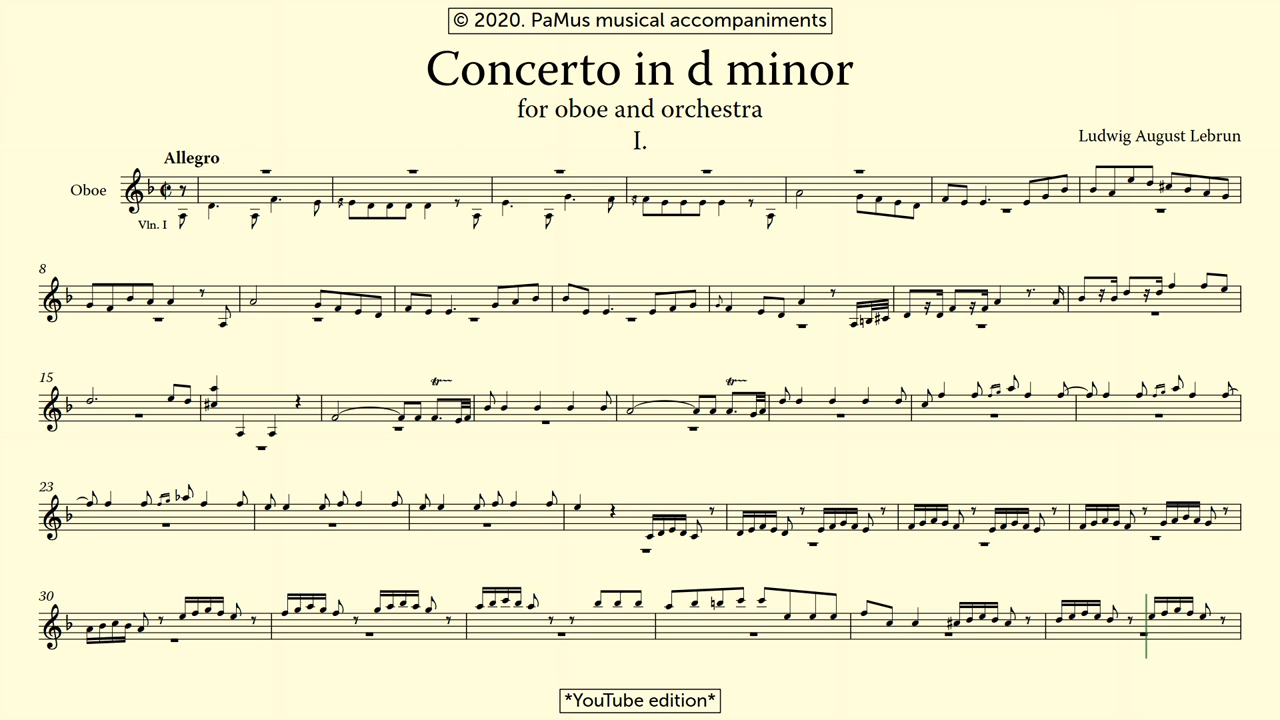 © 2020. PaMus musical accompaniments
Concerto in d minor
for oboe and orchestra
I.
Ludwig August Lebrun
Allegro
Oboe
Vln. I
8
15
23
30
*YouTube edition*